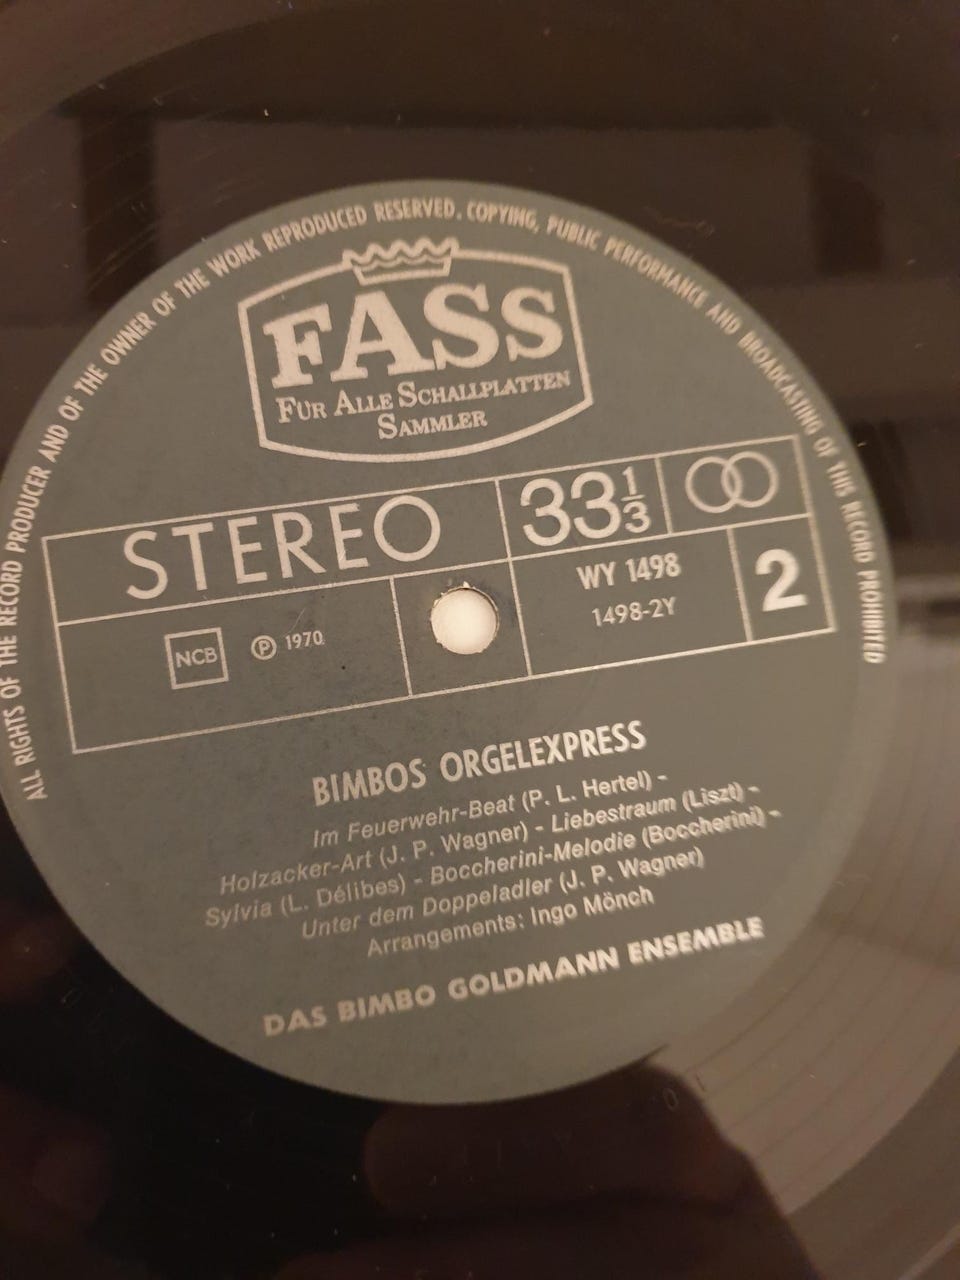 ALL RIGHTS OF THE RECORD PRODUCER AND OF THE OWNER OF THE WORK REPRODUCED RESERVED. COPYING, PUBLIC PERFORMANCE AND BROADCASTING OF THIS RECORD PROHIBITED
FASS
FÜR ALLE SCHALLPLATTEN
SAMMLER
STEREO
33 1/3
NCB
℗ 1970
WY 1498
1498-2Y
2
BIMBOS ORGELEXPRESS
Im Feuerwehr-Beat (P. L. Hertel) -
Holzacker-Art (J. P. Wagner) - Liebestraum (Liszt) -
Sylvia (L. Délibes) - Boccherini-Melodie (Boccherini) -
Unter dem Doppeladler (J. P. Wagner)
Arrangements: Ingo Mönch
DAS BIMBO GOLDMANN ENSEMBLE